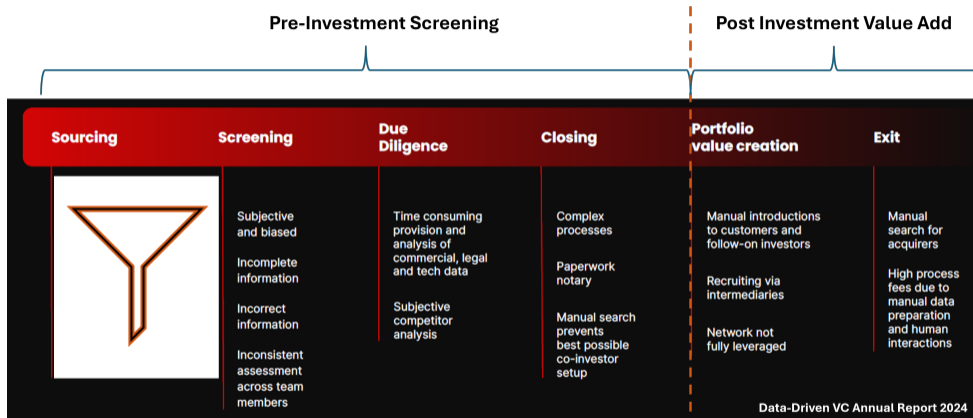 Pre-Investment Screening
Post Investment Value Add
Sourcing
Screening
Due
Diligence
Closing
Portfolio
value creation
Exit
Subjective
and biased
Incomplete
information
Incorrect
information
Inconsistent
assessment
across team
members
Time consuming
provision and
analysis of
commercial, legal
and tech data
Subjective
competitor
analysis
Complex
processes
Paperwork
notary
Manual search
prevents
best possible
co-investor
setup
Manual introductions
to customers and
follow-on investors
Recruiting via
intermediaries
Network not
fully leveraged
Manual
search for
acquirers
High process
fees due to
manual data
preparation
and human
interactions
Data-Driven VC Annual Report 2024